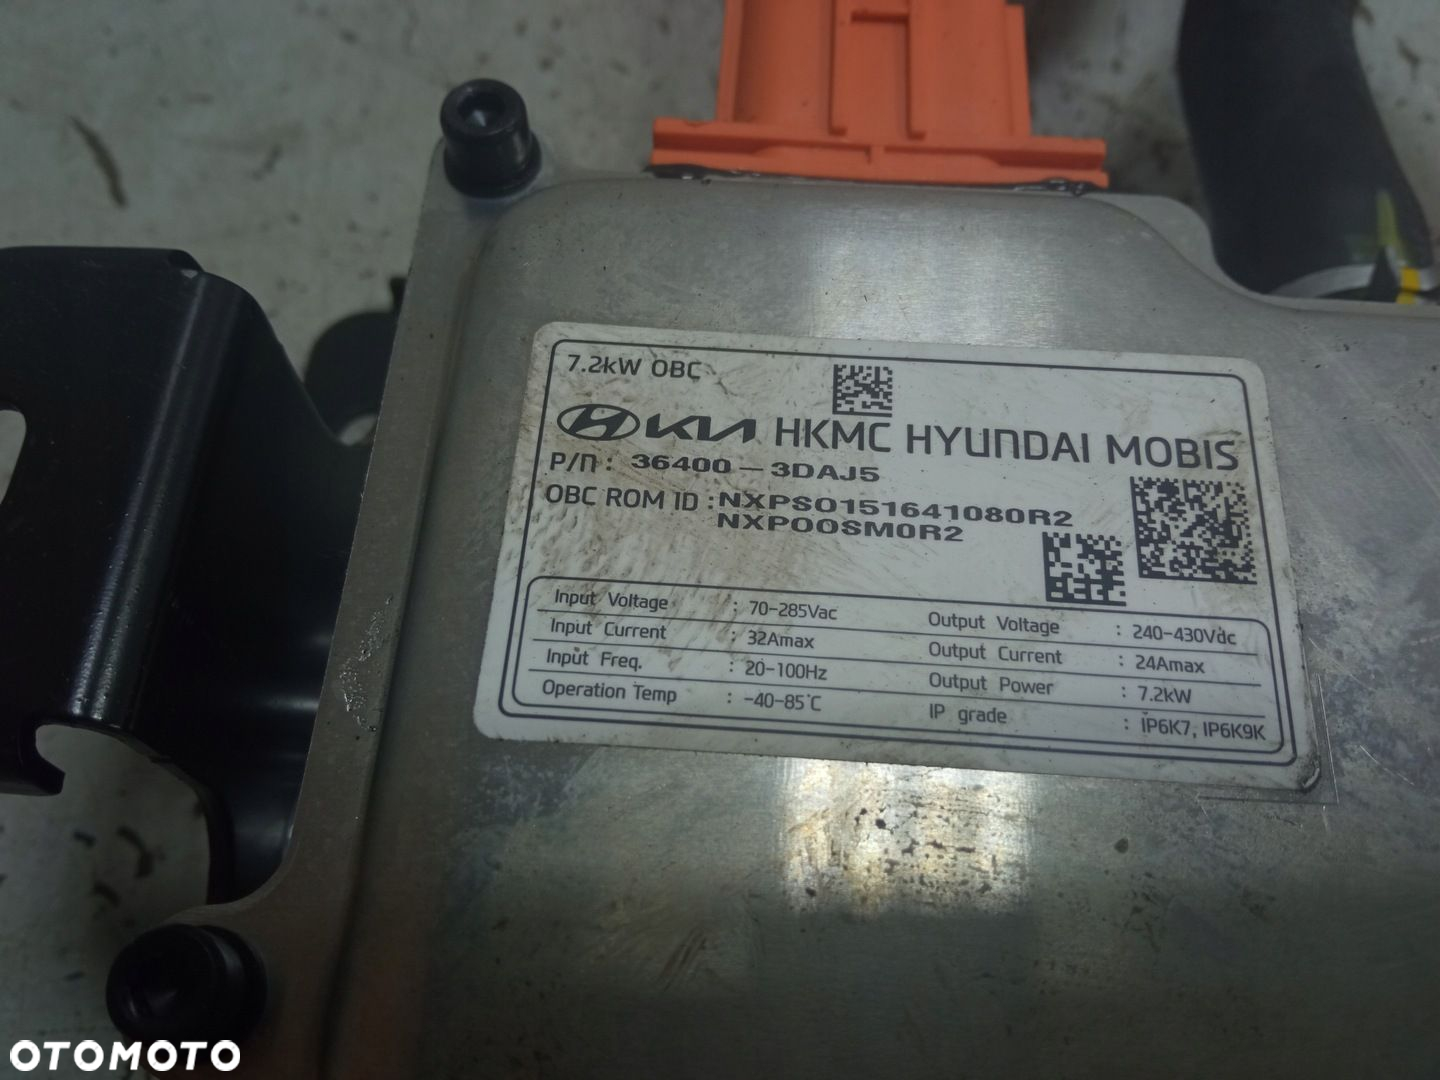 7.2kW OBC
KIA HKMC HYUNDAI MOBIS
P/N: 36400-3DAJ5
OBC ROM ID : NXPS0151641080R2
NXP00SM0R2
Input Voltage : 70-285Vac Output Voltage : 240-430Vdc
Input Current : 32Amax Output Current : 24Amax
Input Freq. : 20-100Hz Output Power : 7.2kW
Operation Temp : -40-85°C IP grade : IP6K7, IP6K9K
OTOMOTO